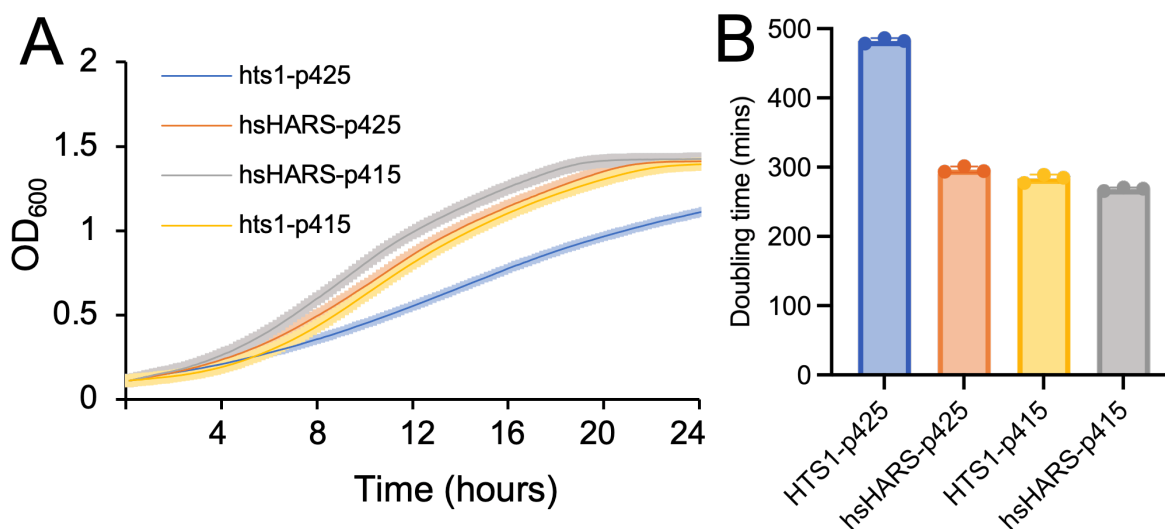 A
OD600
2
1.5
1
0.5
0
hts1-p425
hsHARS-p425
hsHARS-p415
hts1-p415
4 8 12 16 20 24
Time (hours)
B
Doubling time (mins)
500
400
300
200
100
0
HTS1-p425
hsHARS-p425
HTS1-p415
hsHARS-p415